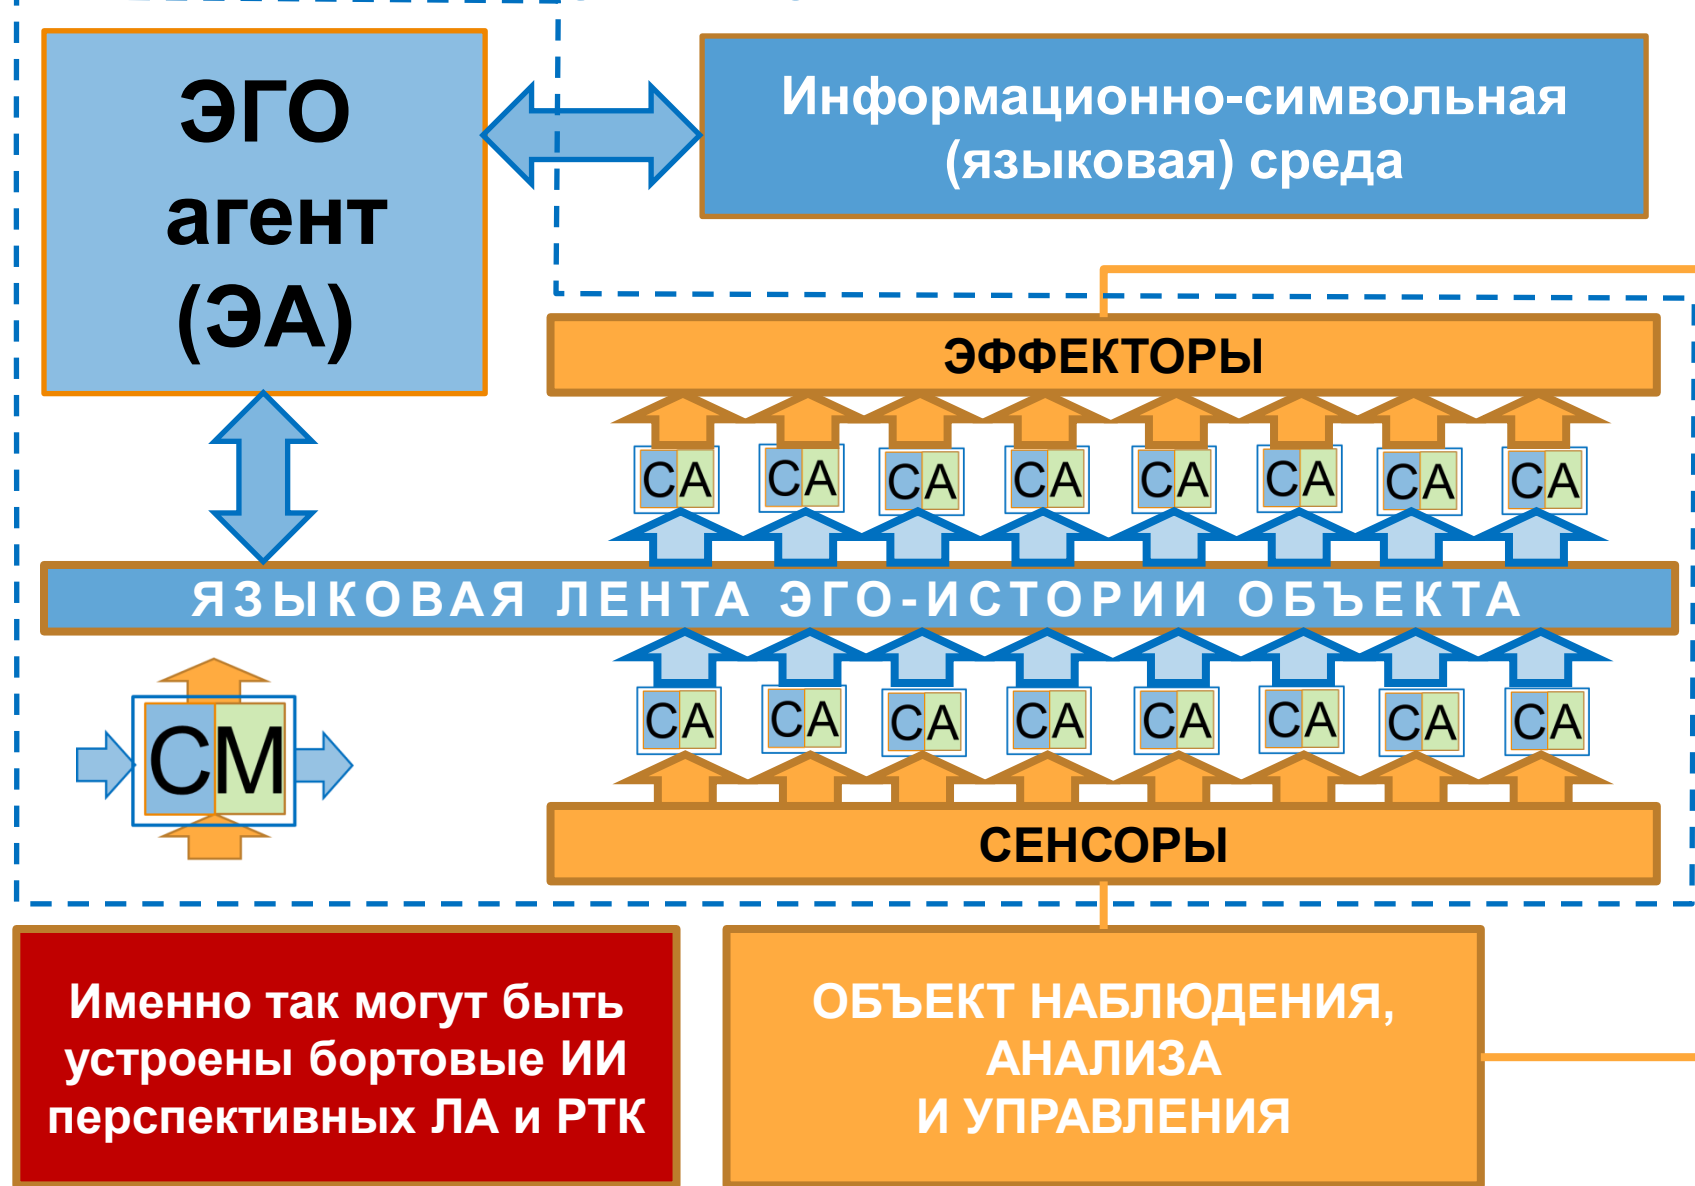 ЭГО
агент
(ЭА)
Информационно-символьная
(языковая) среда
ЭФФЕКТОРЫ
СА СА СА СА СА СА СА СА
ЯЗЫКОВАЯ ЛЕНТА ЭГО-ИСТОРИИ ОБЪЕКТА
СА СА СА СА СА СА СА СА
СМ
СЕНСОРЫ
Именно так могут быть
устроены бортовые ИИ
перспективных ЛА и РТК
ОБЪЕКТ НАБЛЮДЕНИЯ,
АНАЛИЗА
И УПРАВЛЕНИЯ